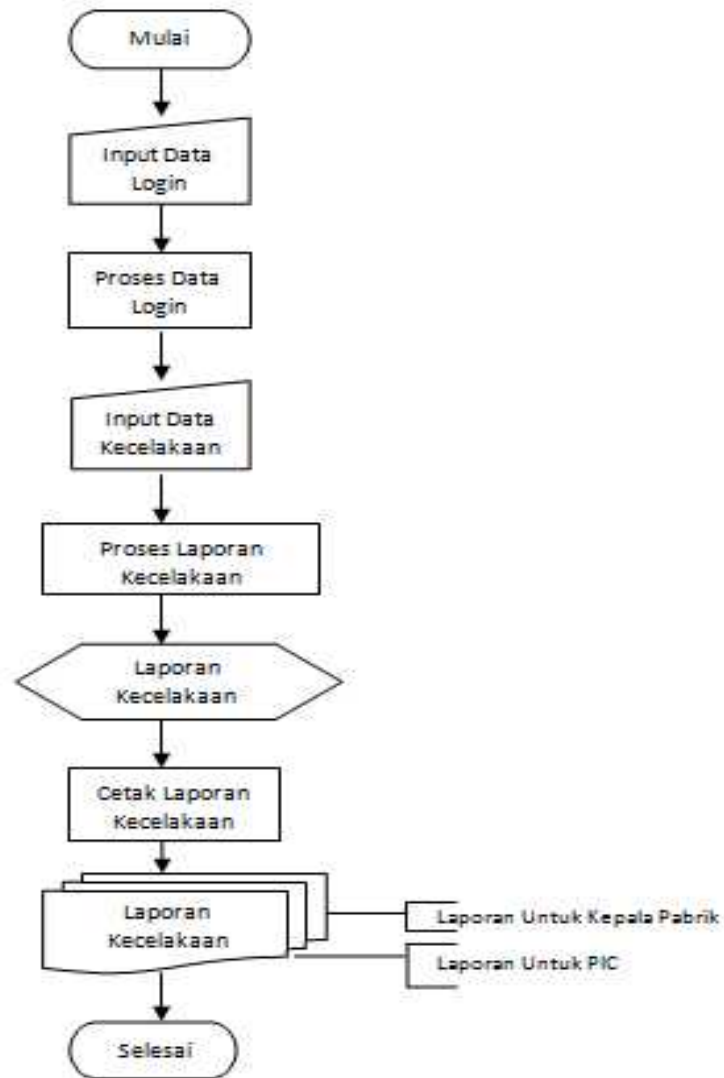 Mulai
Input Data
Login
Proses Data
Login
Input Data
Kecelakaan
Proses Laporan
Kecelakaan
Laporan
Kecelakaan
Cetak Laporan
Kecelakaan
Laporan
Kecelakaan
Laporan Untuk Kepala Pabrik
Laporan Untuk PIC
Selesai